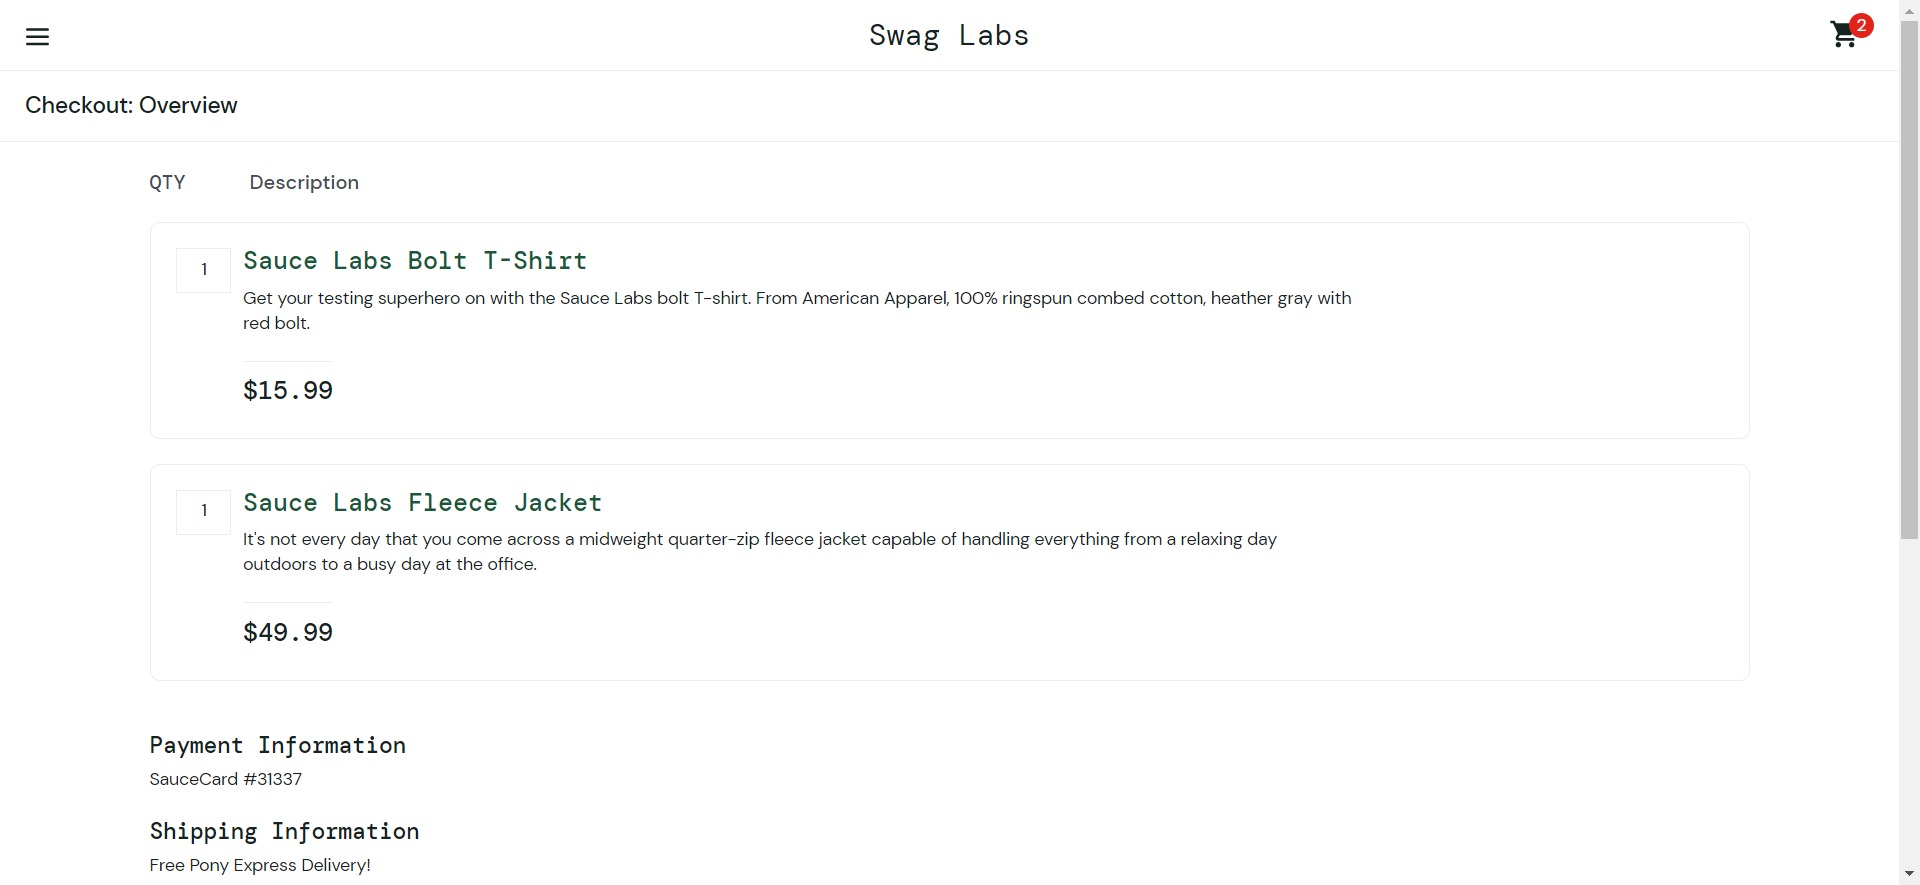 Swag Labs
2
Checkout: Overview
QTY Description
1
Sauce Labs Bolt T-Shirt
Get your testing superhero on with the Sauce Labs bolt T-shirt. From American Apparel, 100% ringspun combed cotton, heather gray with
red bolt.
$15.99
1
Sauce Labs Fleece Jacket
It's not every day that you come across a midweight quarter-zip fleece jacket capable of handling everything from a relaxing day
outdoors to a busy day at the office.
$49.99
Payment Information
SauceCard #31337
Shipping Information
Free Pony Express Delivery!